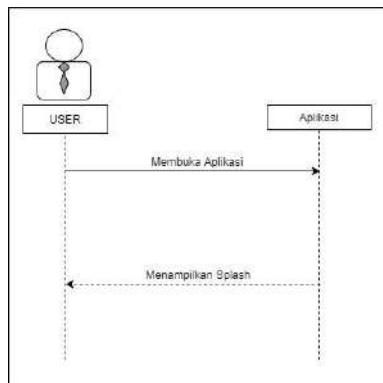 USER
Aplikasi
Membuka Aplikasi
Menampilkan Splash